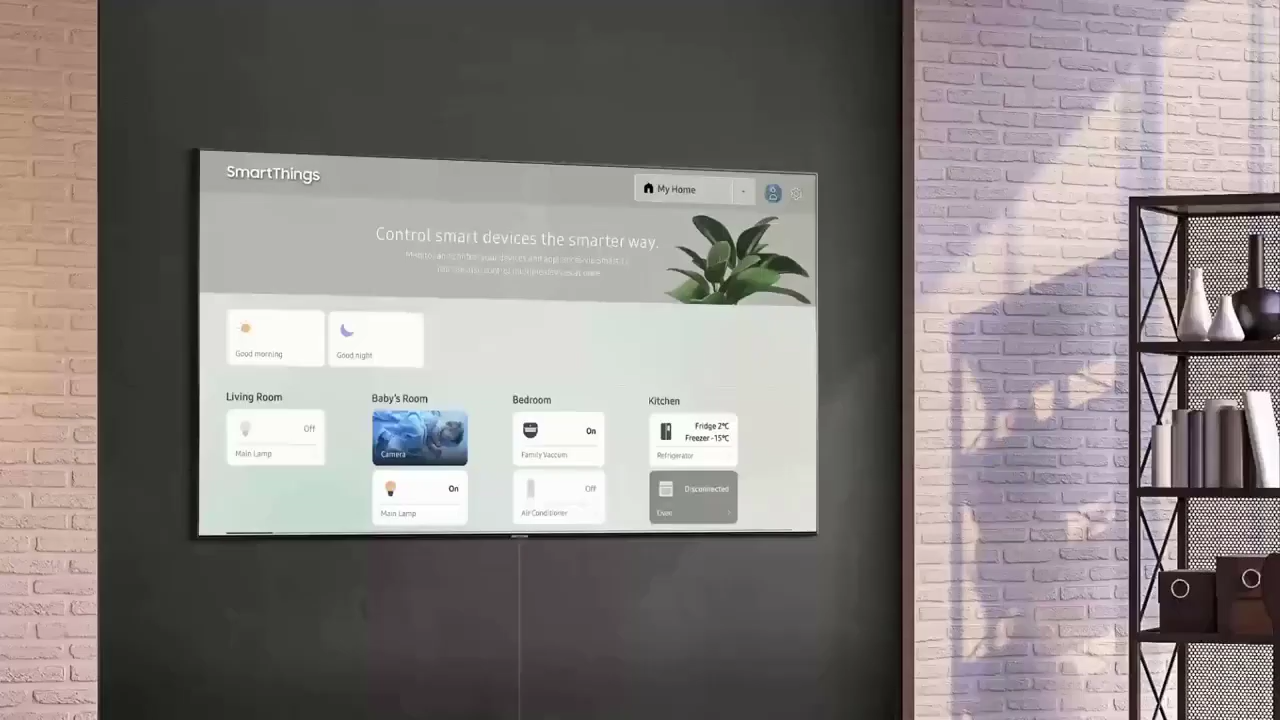 SmartThings
My Home
Control smart devices the smarter way.
Good morning
Good night
Living Room
Off
Main Lamp
Baby's Room
Camera
On
Main Lamp
Bedroom
On
Family Vaccum
Off
Air Conditioner
Kitchen
Fridge 2℃
Freezer -15℃
Refrigerator
Disconnected
Oven